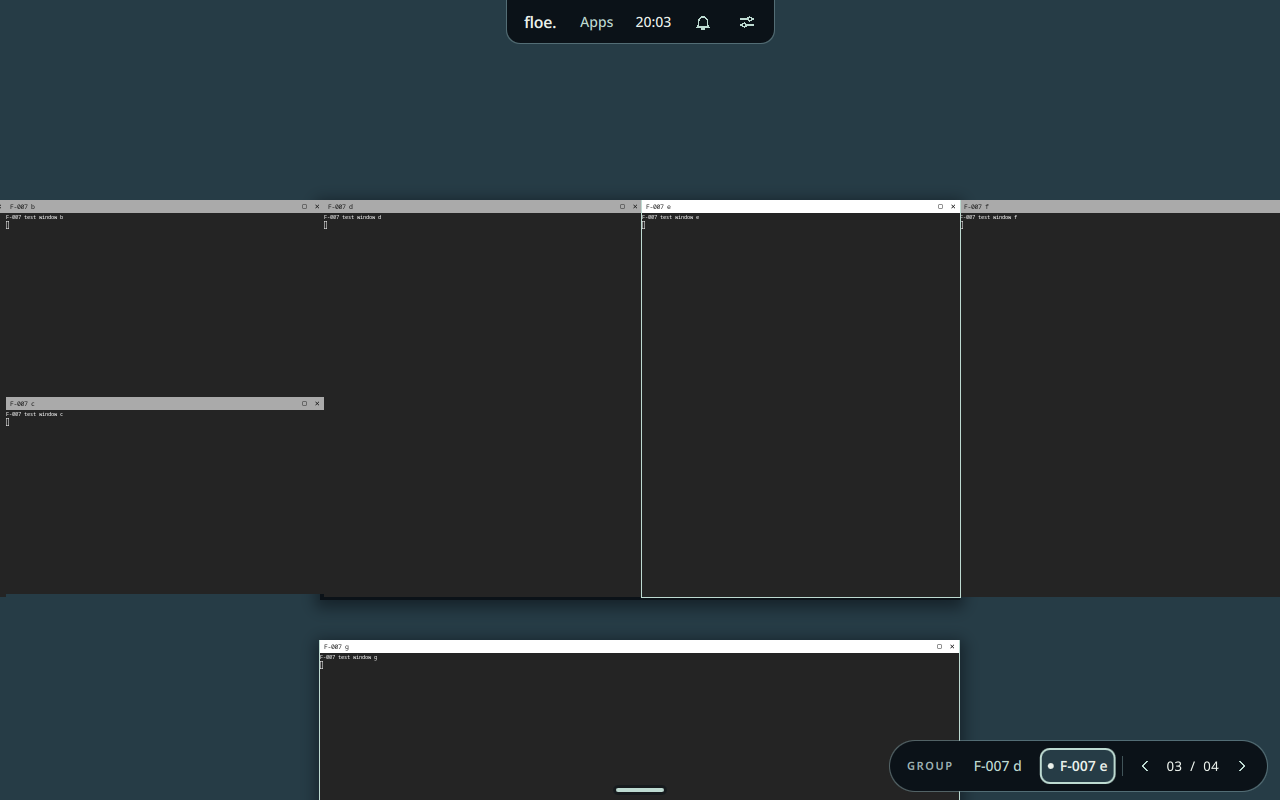 floe. Apps 20:03
F-007 b
F-007 test window b
F-007 d
F-007 test window d
F-007 e
F-007 test window e
F-007 f
F-007 test window f
F-007 c
F-007 test window c
F-007 g
F-007 test window g
GROUP F-007 d F-007 e 03 / 04